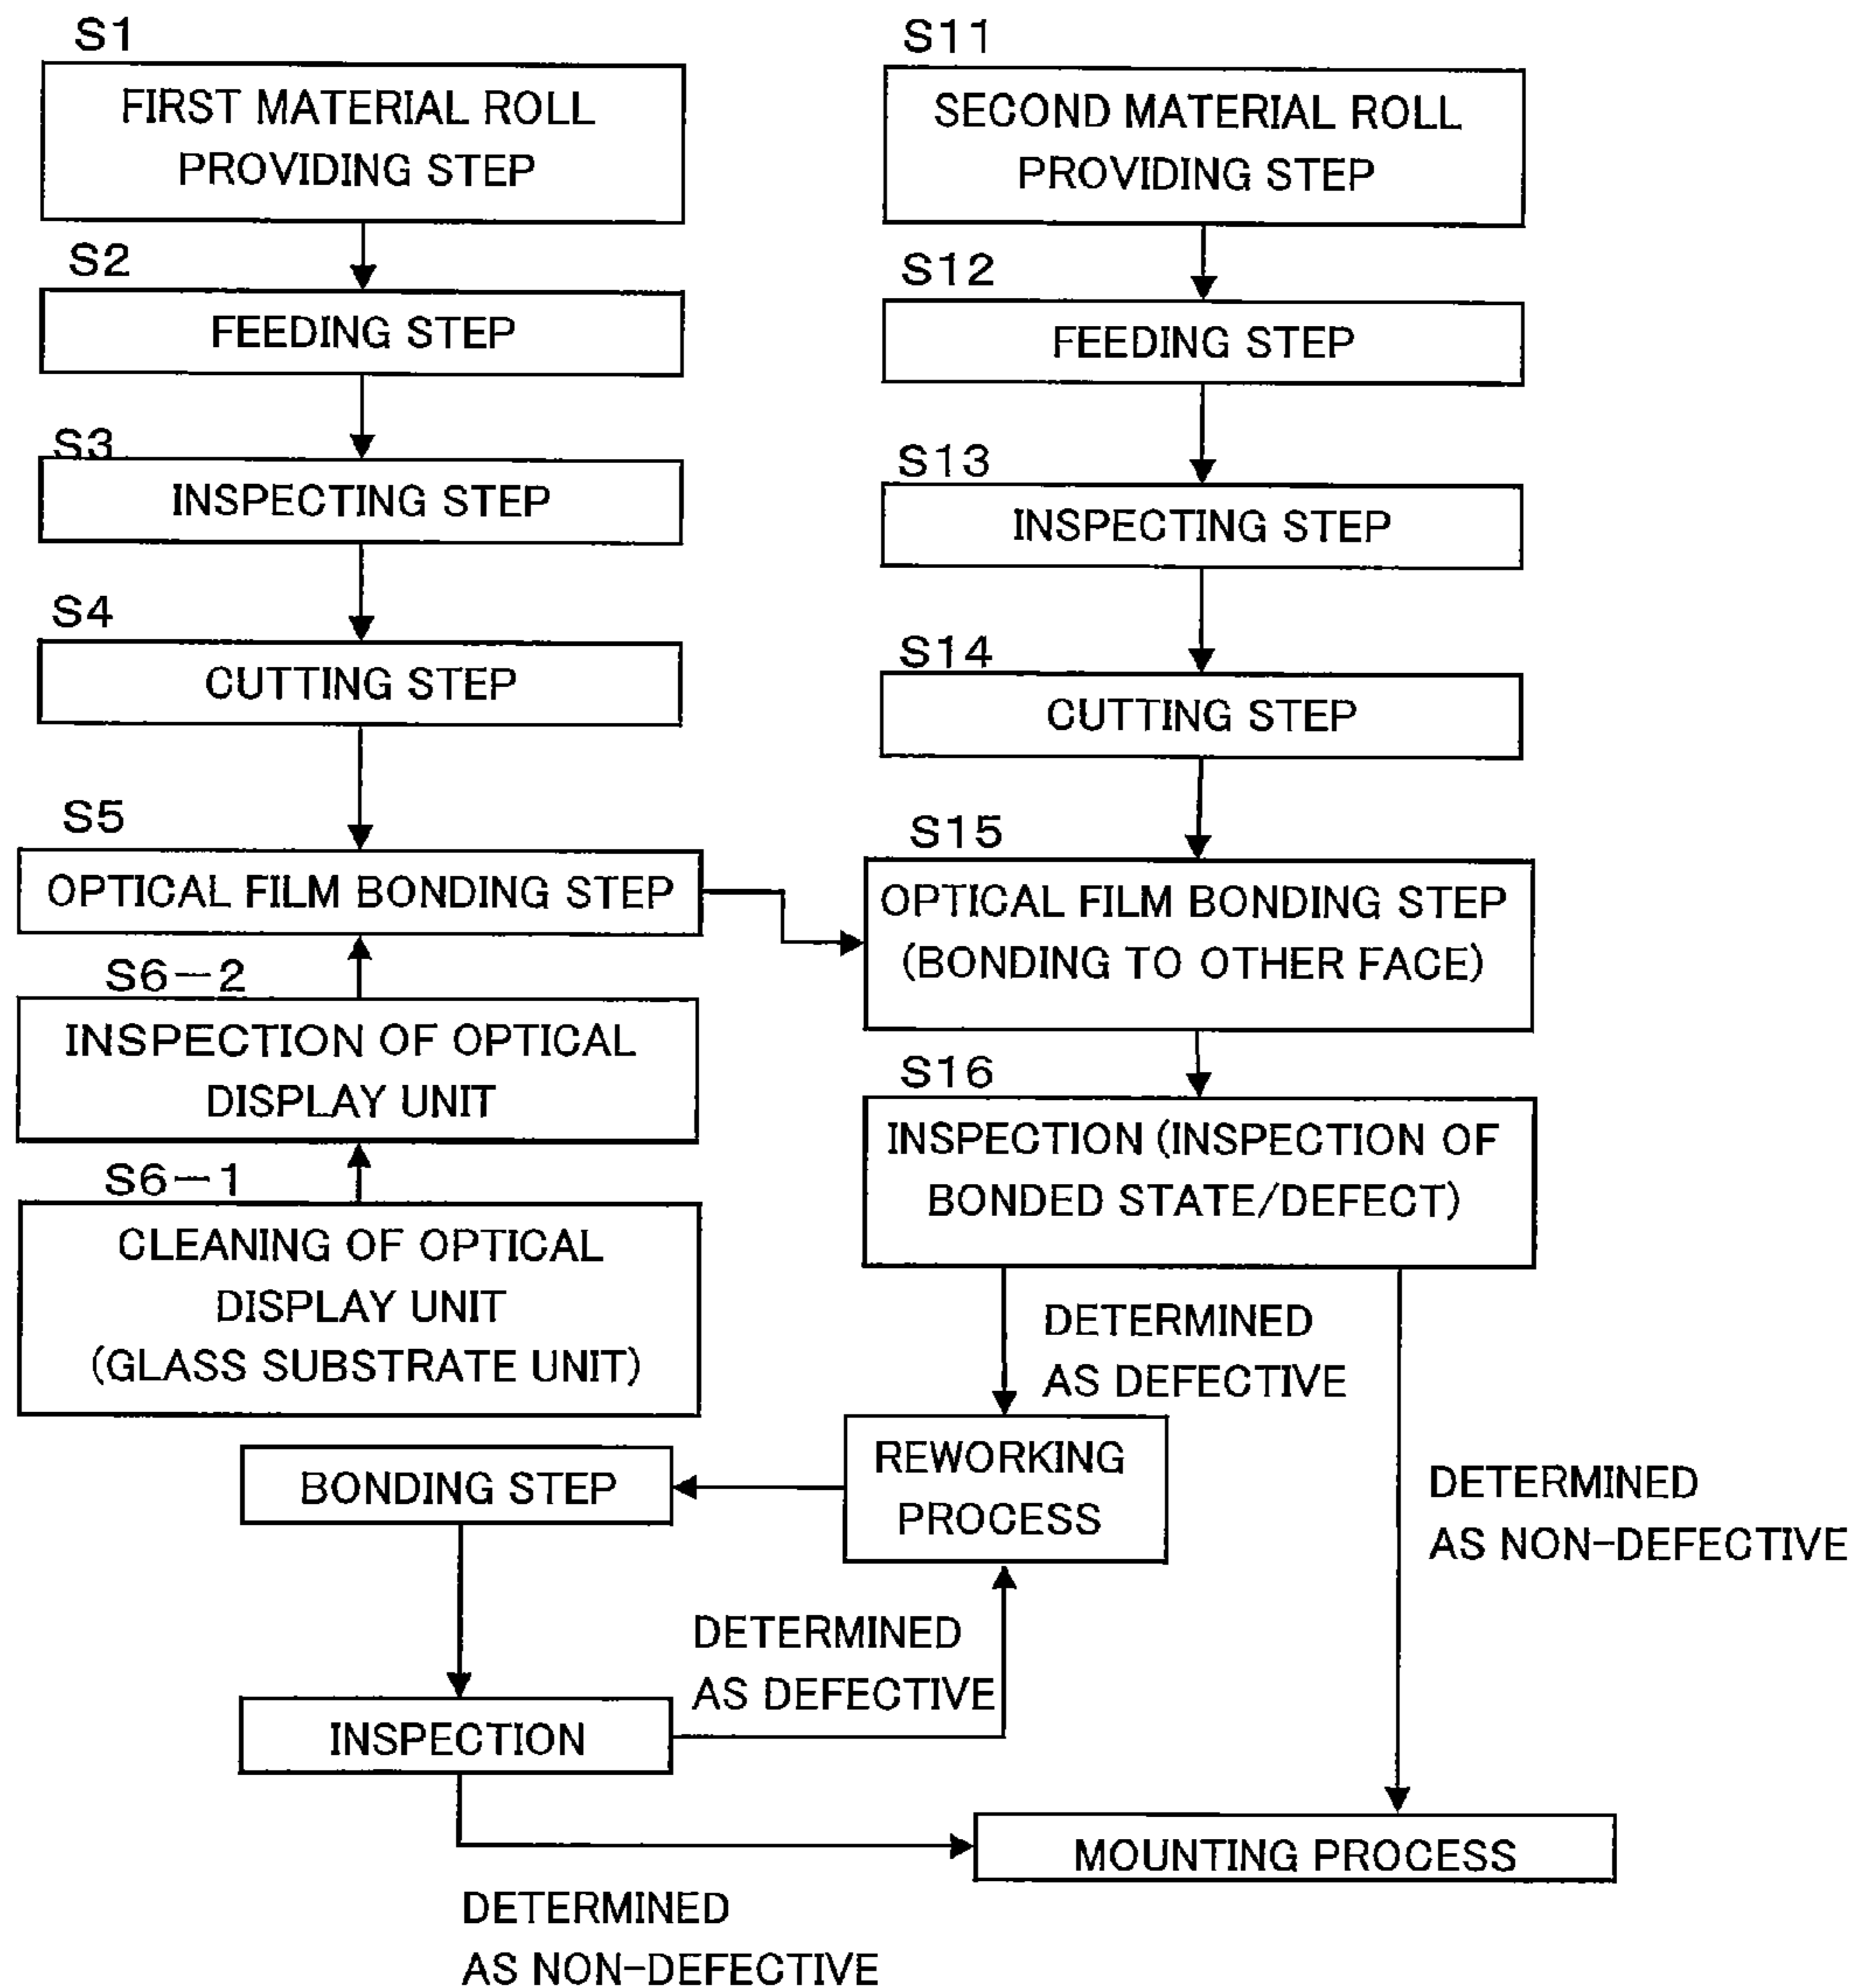 S1
FIRST MATERIAL ROLL
PROVIDING STEP
S2
FEEDING STEP
S3
INSPECTING STEP
S4
CUTTING STEP
S5
OPTICAL FILM BONDING STEP
S6-2
INSPECTION OF OPTICAL
DISPLAY UNIT
S6-1
CLEANING OF OPTICAL
DISPLAY UNIT
(GLASS SUBSTRATE UNIT)
S11
SECOND MATERIAL ROLL
PROVIDING STEP
S12
FEEDING STEP
S13
INSPECTING STEP
S14
CUTTING STEP
S15
OPTICAL FILM BONDING STEP
(BONDING TO OTHER FACE)
S16
INSPECTION (INSPECTION OF
BONDED STATE/DEFECT)
DETERMINED
AS DEFECTIVE
REWORKING
PROCESS
BONDING STEP
DETERMINED
AS NON-DEFECTIVE
DETERMINED
AS DEFECTIVE
INSPECTION
MOUNTING PROCESS
DETERMINED
AS NON-DEFECTIVE